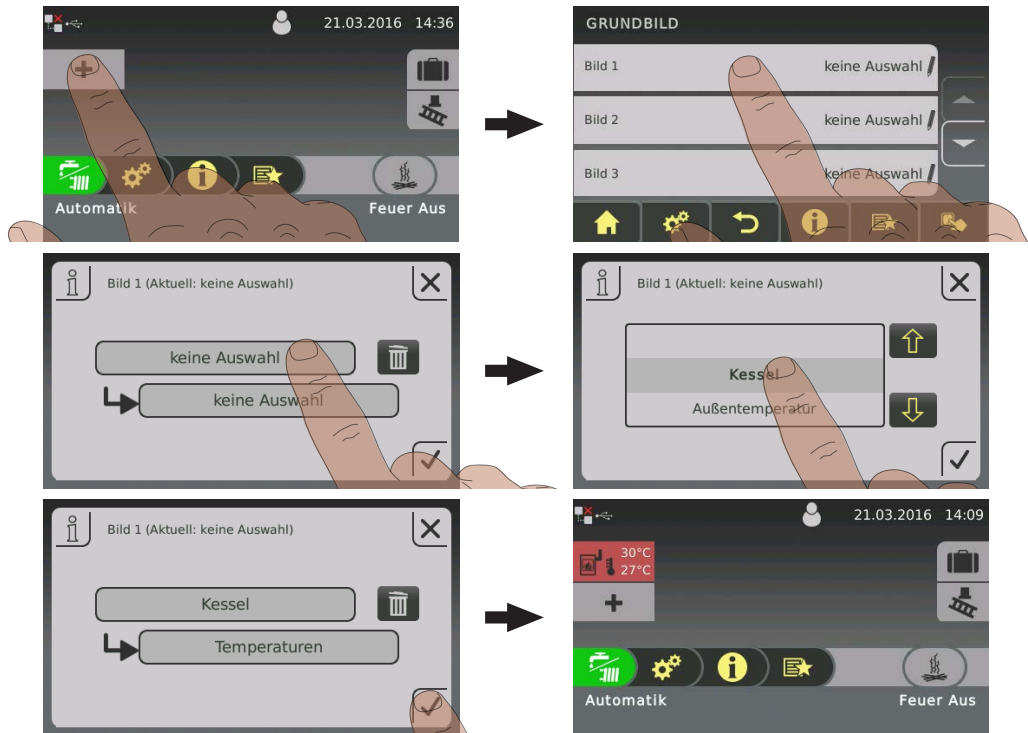 21.03.2016 14:36
Automatik
Feuer Aus
GRUNDBILD
Bild 1 keine Auswahl
Bild 2 keine Auswahl
Bild 3 keine Auswahl
Bild 1 (Aktuell: keine Auswahl)
keine Auswahl
keine Auswahl
Bild 1 (Aktuell: keine Auswahl)
Kessel
Außentemperatur
Bild 1 (Aktuell: keine Auswahl)
Kessel
Temperaturen
21.03.2016 14:09
30°C
27°C
Automatik
Feuer Aus